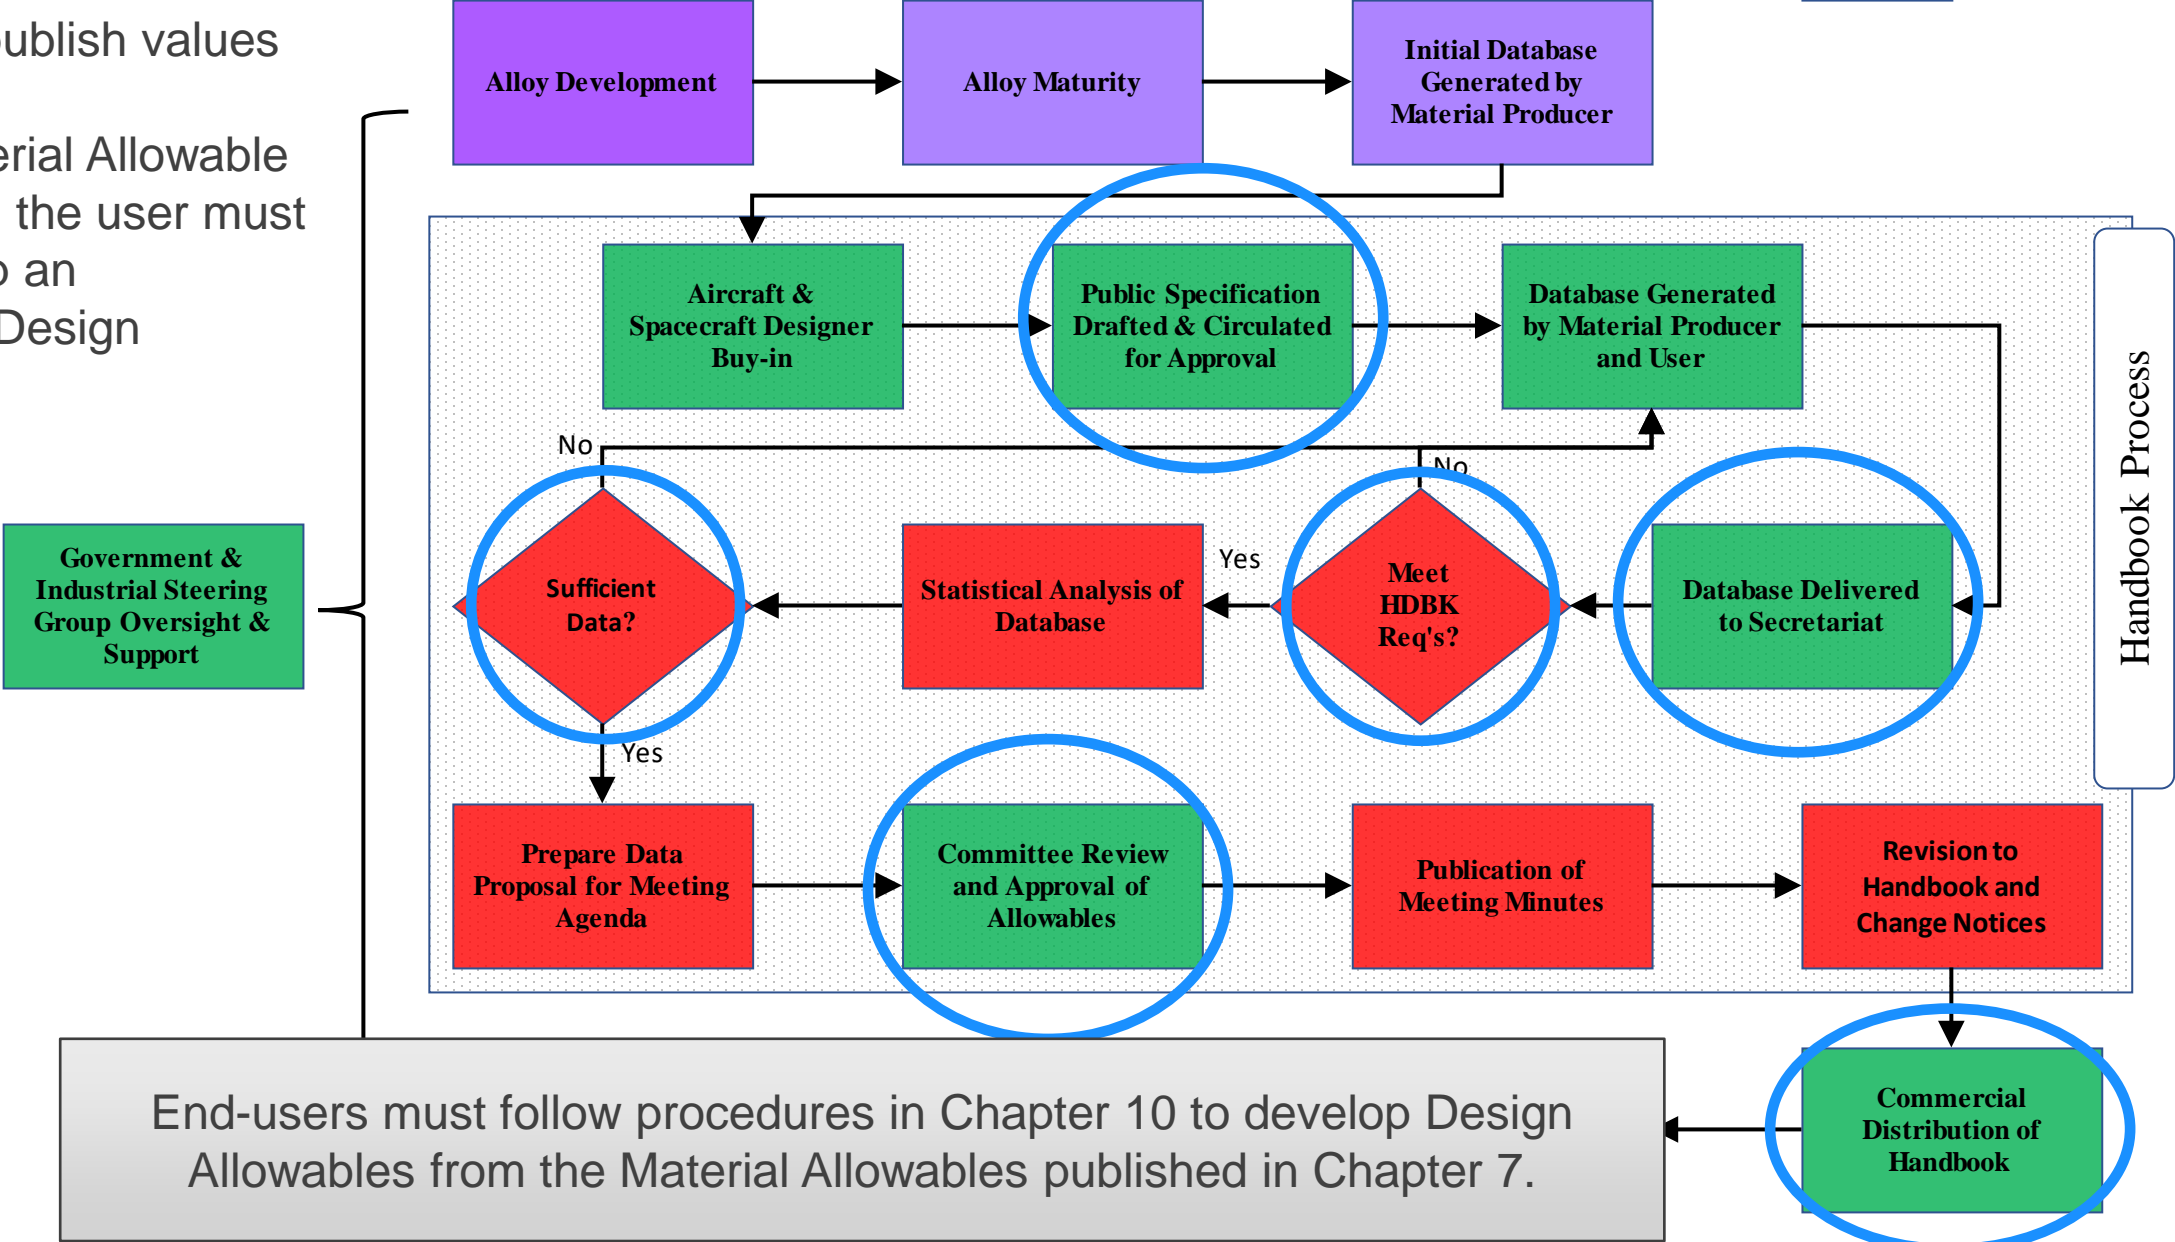 publish values
Material Allowable
the user must
o an
Design
Alloy Development
Alloy Maturity
Initial Database
Generated by
Material Producer
Aircraft &
Spacecraft Designer
Buy-in
Public Specification
Drafted & Circulated
for Approval
Database Generated
by Material Producer
and User
Handbook Process
No
No
Government &
Industrial Steering
Group Oversight &
Support
Sufficient
Data?
Statistical Analysis of
Database
Yes
Meet
HDBK
Req's?
Database Delivered
to Secretariat
Yes
Prepare Data
Proposal for Meeting
Agenda
Committee Review
and Approval of
Allowables
Publication of
Meeting Minutes
Revision to
Handbook and
Change Notices
End-users must follow procedures in Chapter 10 to develop Design
Allowables from the Material Allowables published in Chapter 7.
Commercial
Distribution of
Handbook